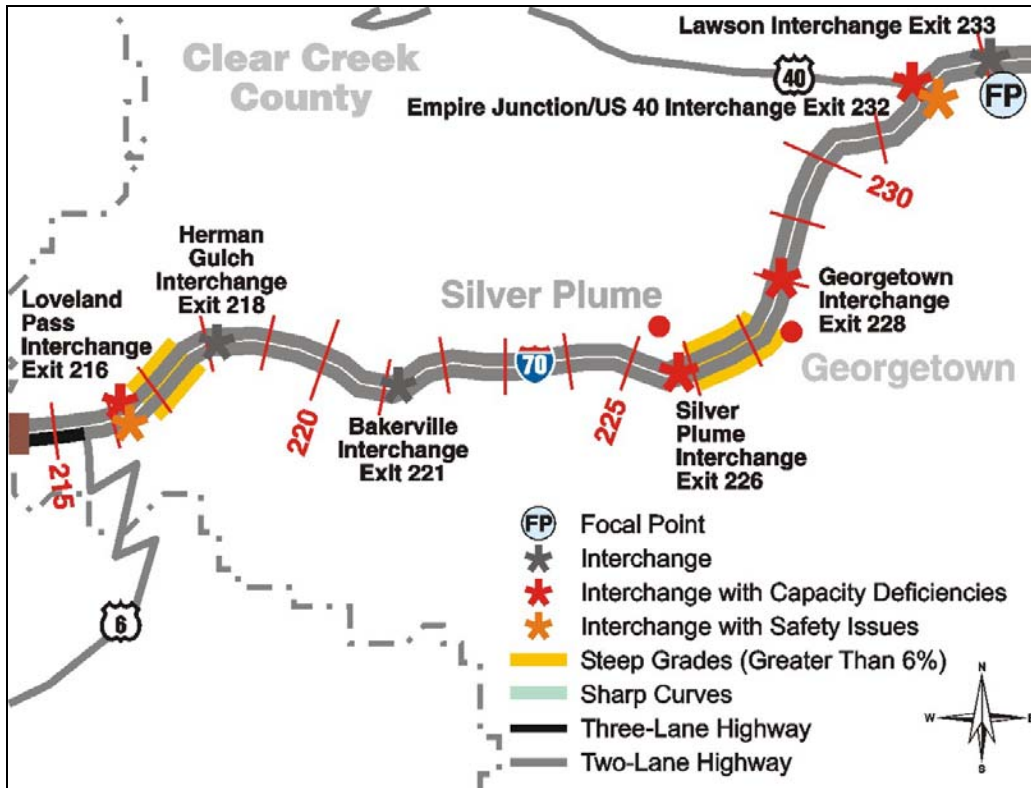 Lawson Interchange Exit 233
Clear Creek
County
40
FP
Empire Junction/US 40 Interchange Exit 232
230
Herman
Gulch
Interchange
Exit 218
Loveland
Pass
Interchange
Exit 216
Silver Plume
Georgetown
Interchange
Exit 228
70
Georgetown
220
225
Bakerville
Interchange
Exit 221
Silver
Plume
Interchange
Exit 226
215
6
FP Focal Point
Interchange
Interchange with Capacity Deficiencies
Interchange with Safety Issues
Steep Grades (Greater Than 6%)
Sharp Curves
Three-Lane Highway
Two-Lane Highway
N
W E
S